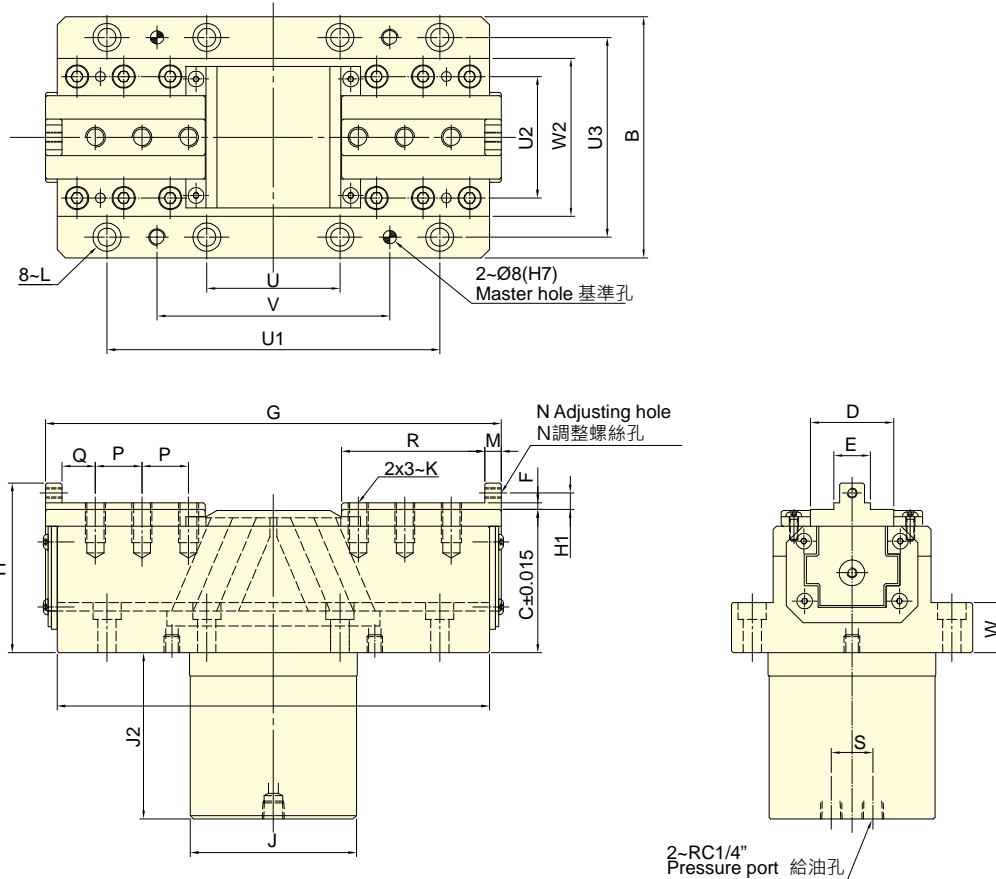 U2
W2
U3
B
8~L
U
V
U1
2~Ø8(H7)
Master hole 基準孔
G
Q
P
P
R
M
N Adjusting hole
N調整螺絲孔
2x3~K
F
H1
C±0.015
J2
J
D
E
W
S
2~RC1/4”
Pressure port 給油孔